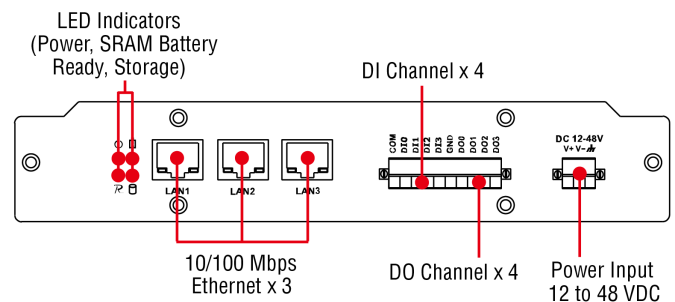 LED Indicators
(Power, SRAM Battery
Ready, Storage)
DI Channel x 4
COM DI0 DI1 DI2 DI3 GND DO0 DO1 DO2 DO3
DC 12-48V
V+ V-
LAN1 LAN2 LAN3
R
10/100 Mbps
Ethernet x 3
DO Channel x 4
Power Input
12 to 48 VDC